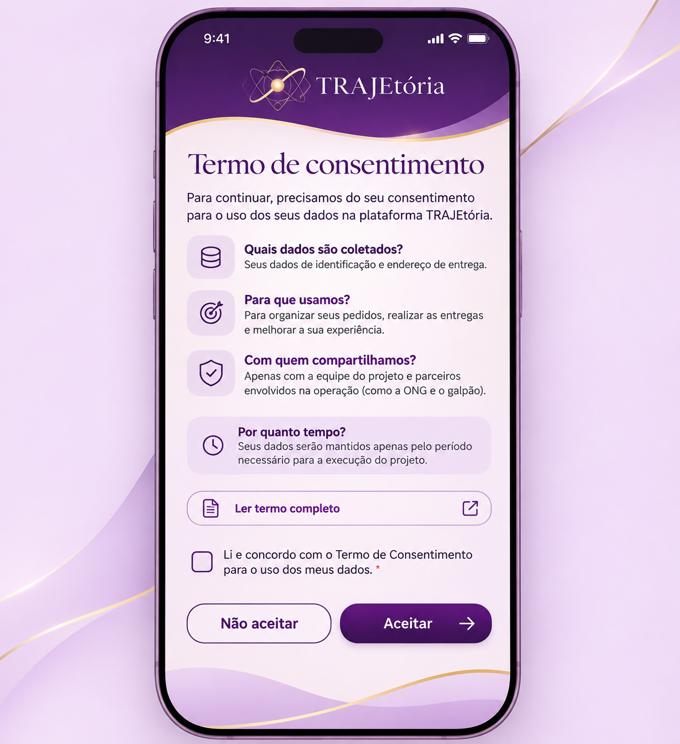 9:41
TRAJEtória
Termo de consentimento
Para continuar, precisamos do seu consentimento
para o uso dos seus dados na plataforma TRAJEtória.
Quais dados são coletados?
Seus dados de identificação e endereço de entrega.
Para que usamos?
Para organizar seus pedidos, realizar as entregas
e melhorar a sua experiência.
Com quem compartilhamos?
Apenas com a equipe do projeto e parceiros
envolvidos na operação (como a ONG e o galpão).
Por quanto tempo?
Seus dados serão mantidos apenas pelo período
necessário para a execução do projeto.
Ler termo completo
Li e concordo com o Termo de Consentimento
para o uso dos meus dados. *
Não aceitar
Aceitar